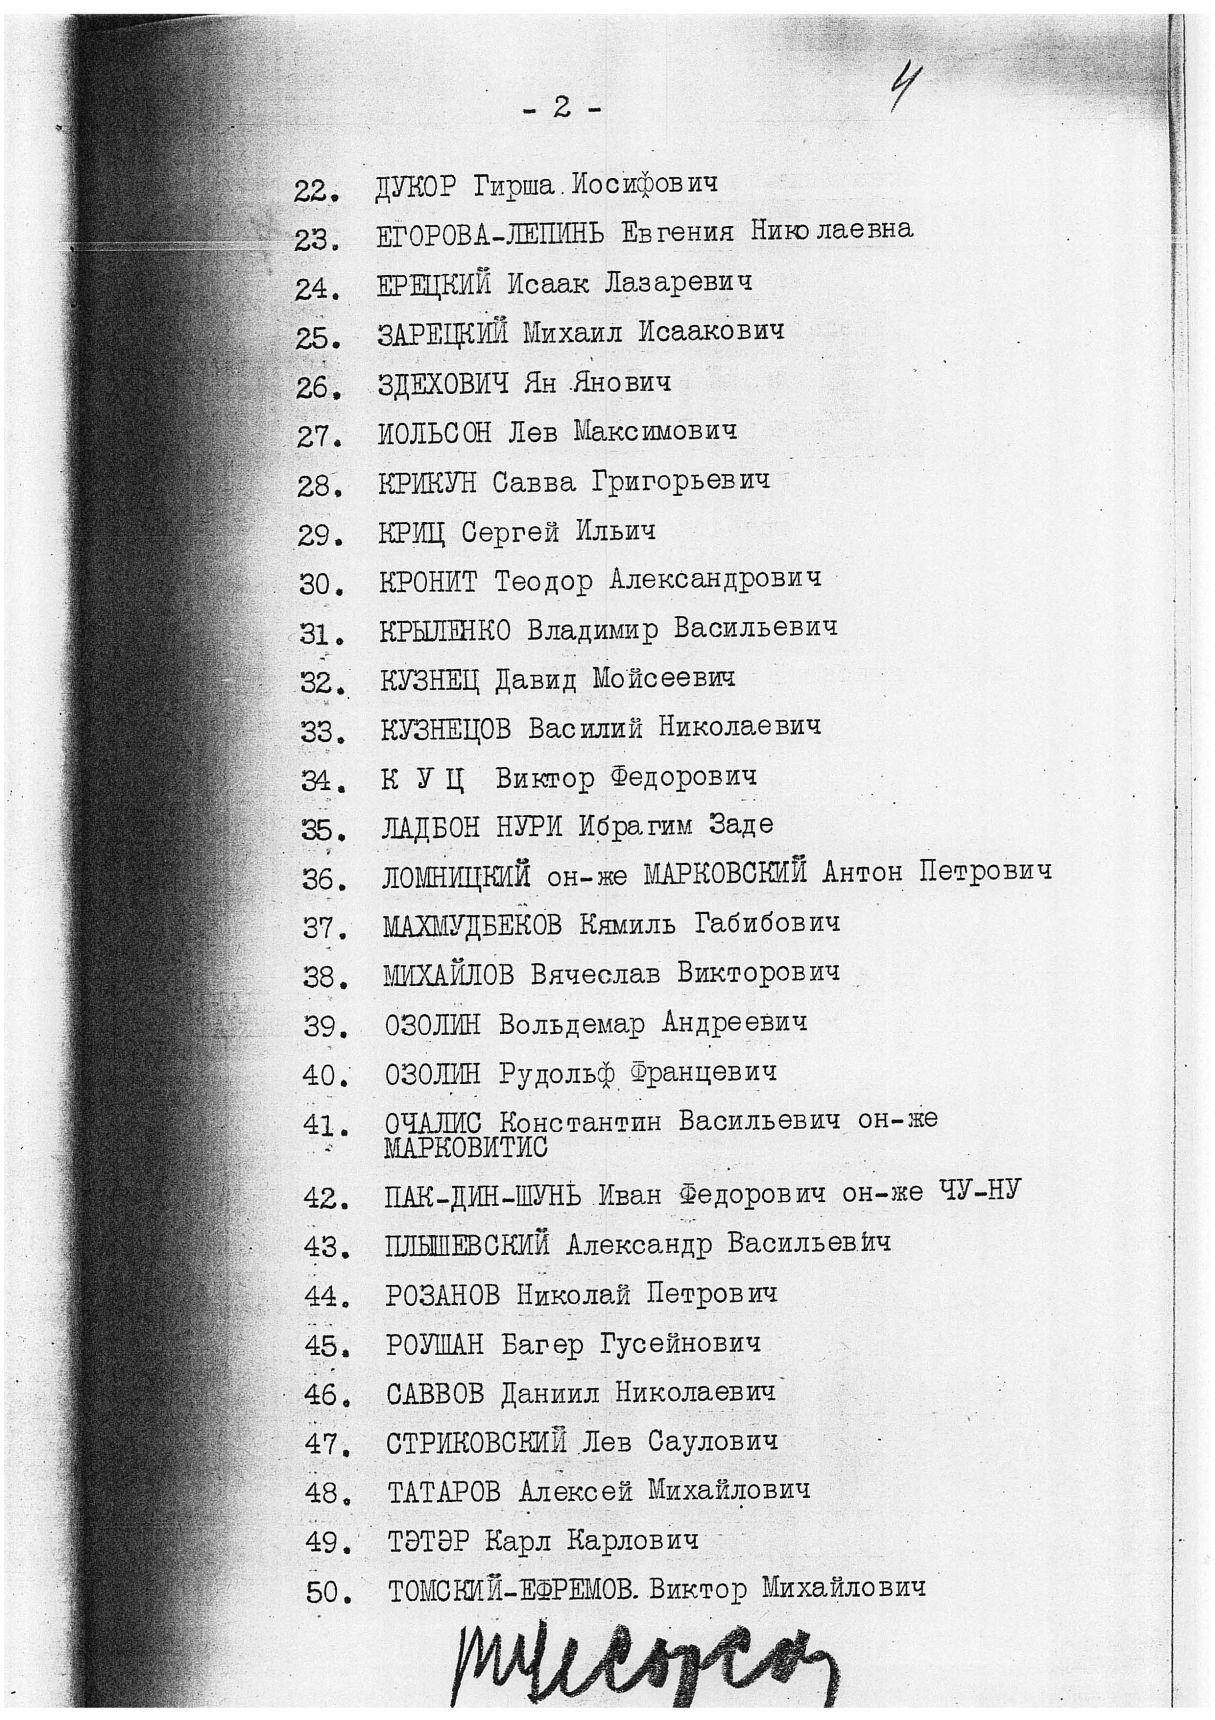 4
- 2 -
22. ДУКОР Гирша Иосифович
23. ЕГОРОВА-ЛЕПИНЬ Евгения Николаевна
24. ЕРЕЦКИЙ Исаак Лазаревич
25. ЗАРЕЦКИЙ Михаил Исаакович
26. ЗДЕХОВИЧ Ян Янович
27. ИОЛЬСОН Лев Максимович
28. КРИКУН Савва Григорьевич
29. КРИЦ Сергей Ильич
30. КРОНИТ Теодор Александрович
31. КРЫЛЕНКО Владимир Васильевич
32. КУЗНЕЦ Давид Мойсеевич
33. КУЗНЕЦОВ Василий Николаевич
34. К У Ц Виктор Федорович
35. ЛАДБОН НУРИ Ибрагим Заде
36. ЛОМНИЦКИЙ он-же МАРКОВСКИЙ Антон Петрович
37. МАХМУДБЕКОВ Кямиль Габибович
38. МИХАЙЛОВ Вячеслав Викторович
39. ОЗОЛИН Вольдемар Андреевич
40. ОЗОЛИН Рудольф Францевич
41. ОЧАЛИС Константин Васильевич он-же
МАРКОВИТИС
42. ПАК-ДИН-ШУНЬ Иван Федорович он-же ЧУ-НУ
43. ПЛЫШЕВСКИЙ Александр Васильевич
44. РОЗАНОВ Николай Петрович
45. РОУШАН Багер Гусейнович
46. САВВОВ Даниил Николаевич
47. СТРИКОВСКИЙ Лев Саулович
48. ТАТАРОВ Алексей Михайлович
49. ТЭТЭР Карл Карлович
50. ТОМСКИЙ-ЕФРЕМОВ. Виктор Михайлович